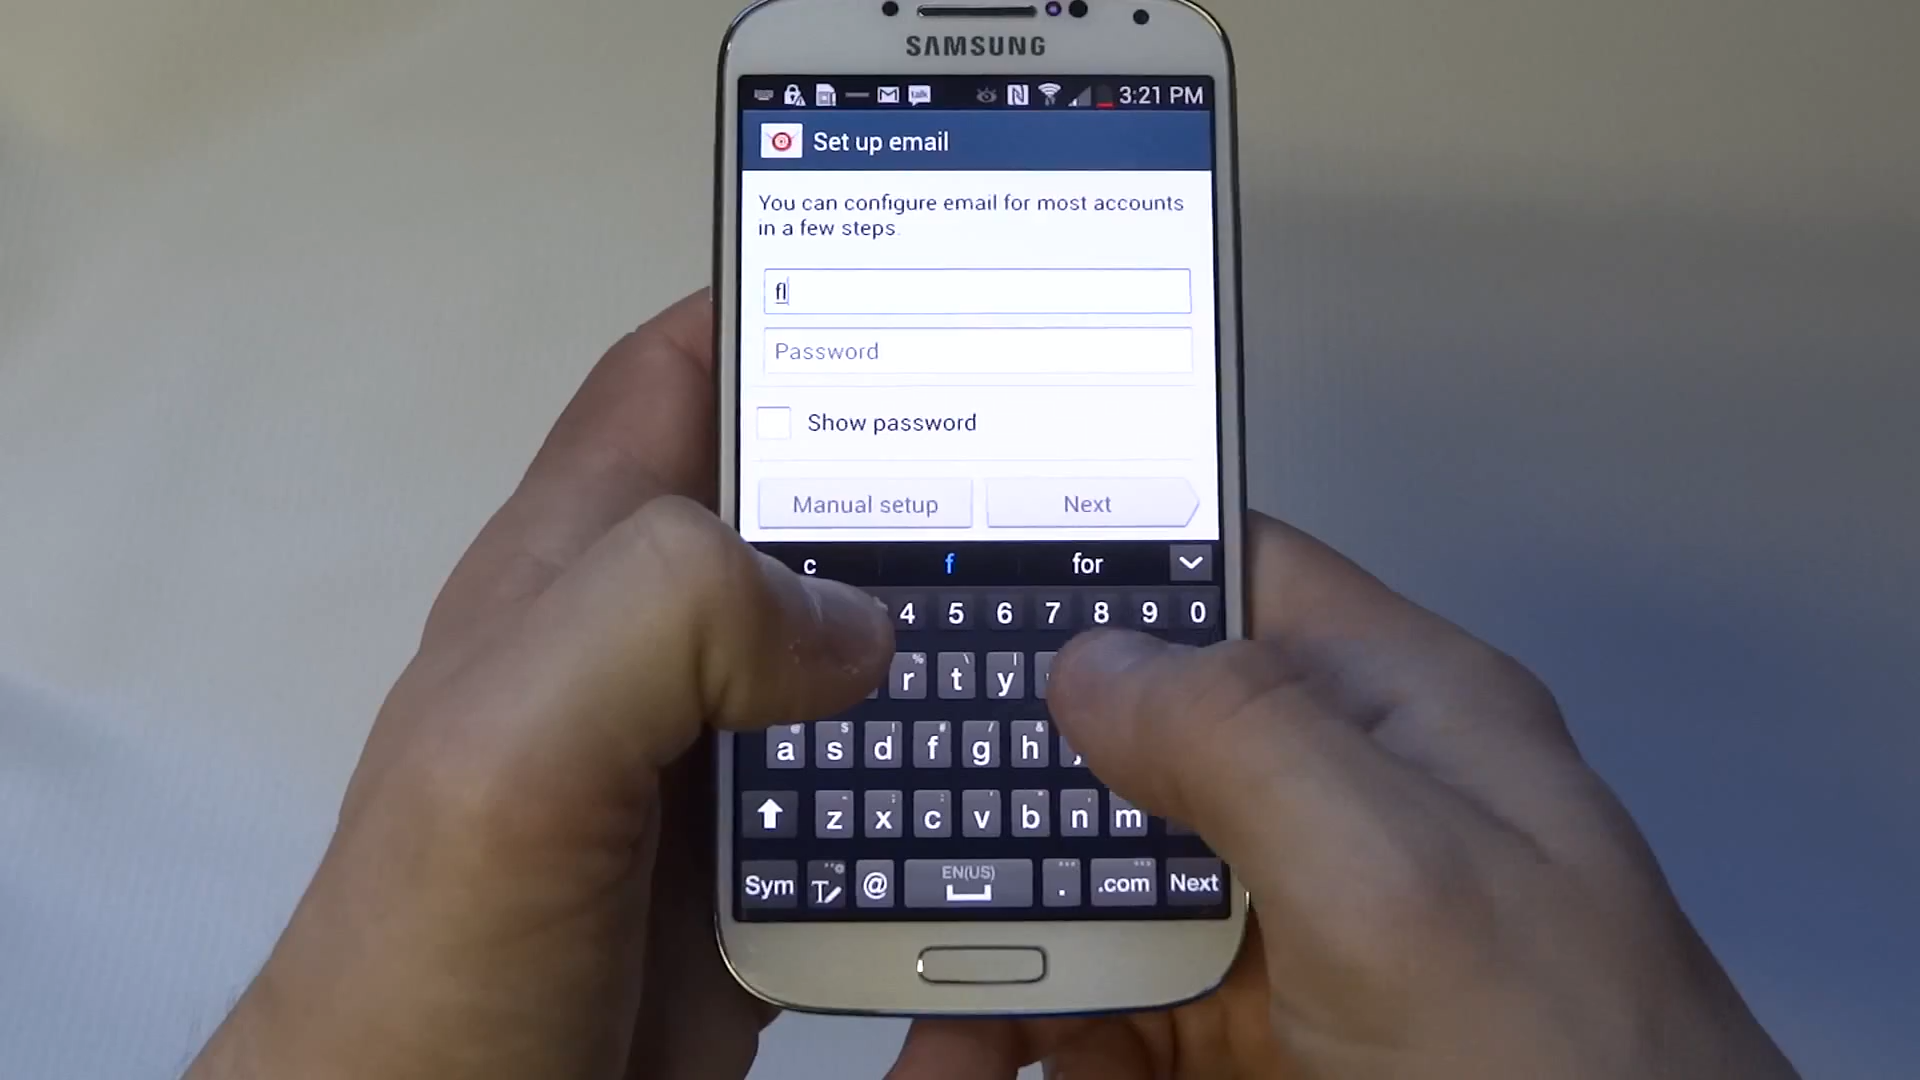 SAMSUNG
talk 3:21 PM
Set up email
You can configure email for most accounts
in a few steps.
fl
Password
Show password
Manual setup Next
c f for
4 5 6 7 8 9 0
r t y
a s d f g h j
z x c v b n m
Sym T @ EN(US) . .com Next